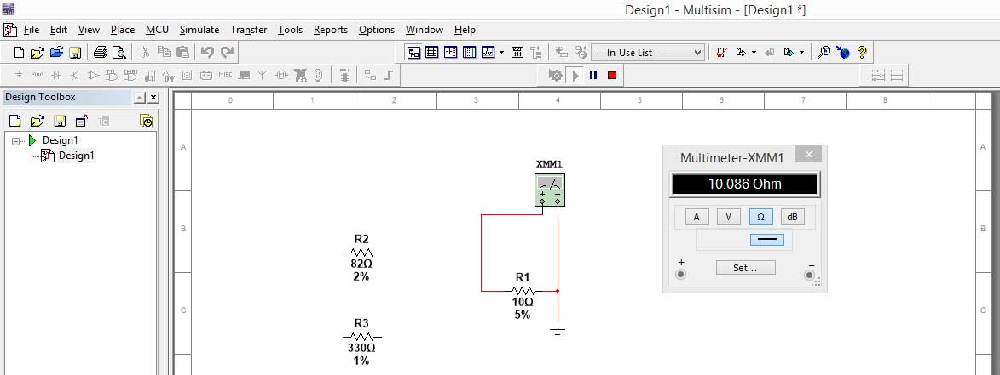 Design1 - Multisim - [Design1 *]
File Edit View Place MCU Simulate Transfer Tools Reports Options Window Help
--- In-Use List ---
MISC
Design Toolbox
Design1
Design1
0 1 2 3 4 5 6 7 8
A
B
C
XMM1
+ −
R2
82Ω
2%
R1
10Ω
5%
R3
330Ω
1%
Multimeter-XMM1
10.086 Ohm
A V Ω dB
+ −
Set...
A
B
C